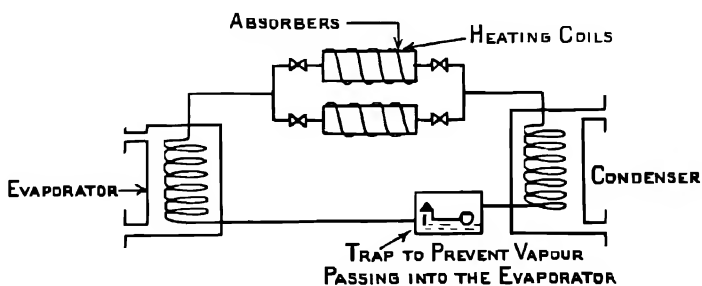 ABSORBERS
HEATING COILS
EVAPORATOR
CONDENSER
TRAP TO PREVENT VAPOUR
PASSING INTO THE EVAPORATOR